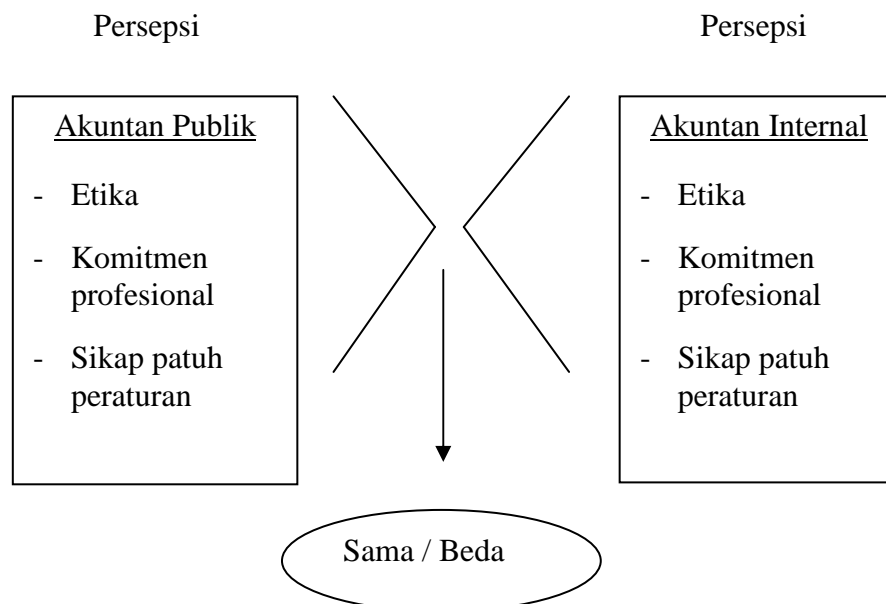 Persepsi
Akuntan Publik
- Etika
- Komitmen
profesional
- Sikap patuh
peraturan
Persepsi
Akuntan Internal
- Etika
- Komitmen
profesional
- Sikap patuh
peraturan
Sama / Beda